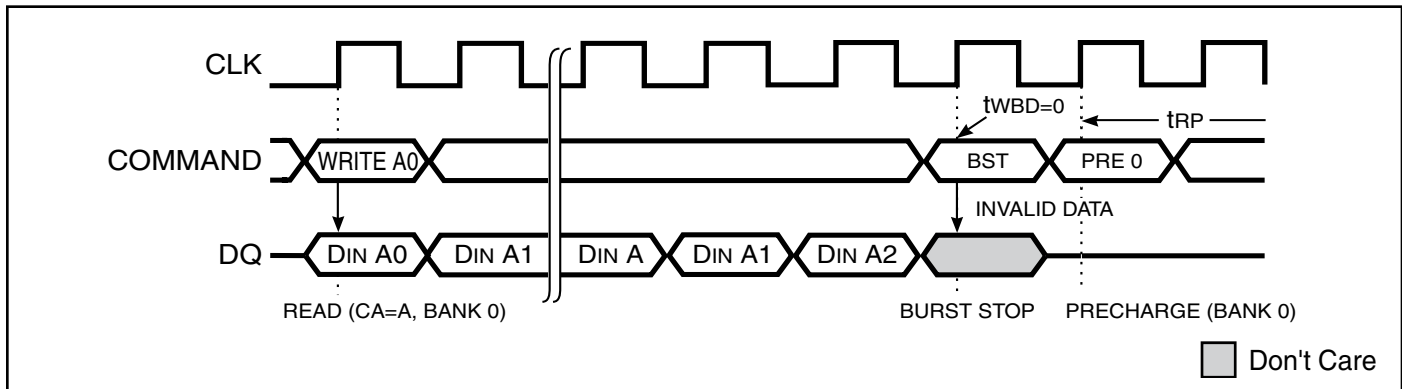 CLK
tWBD=0
tRP
COMMAND
WRITE A0
BST
PRE 0
INVALID DATA
DQ
DIN A0
DIN A1
DIN A
DIN A1
DIN A2
READ (CA=A, BANK 0)
BURST STOP
PRECHARGE (BANK 0)
Don't Care